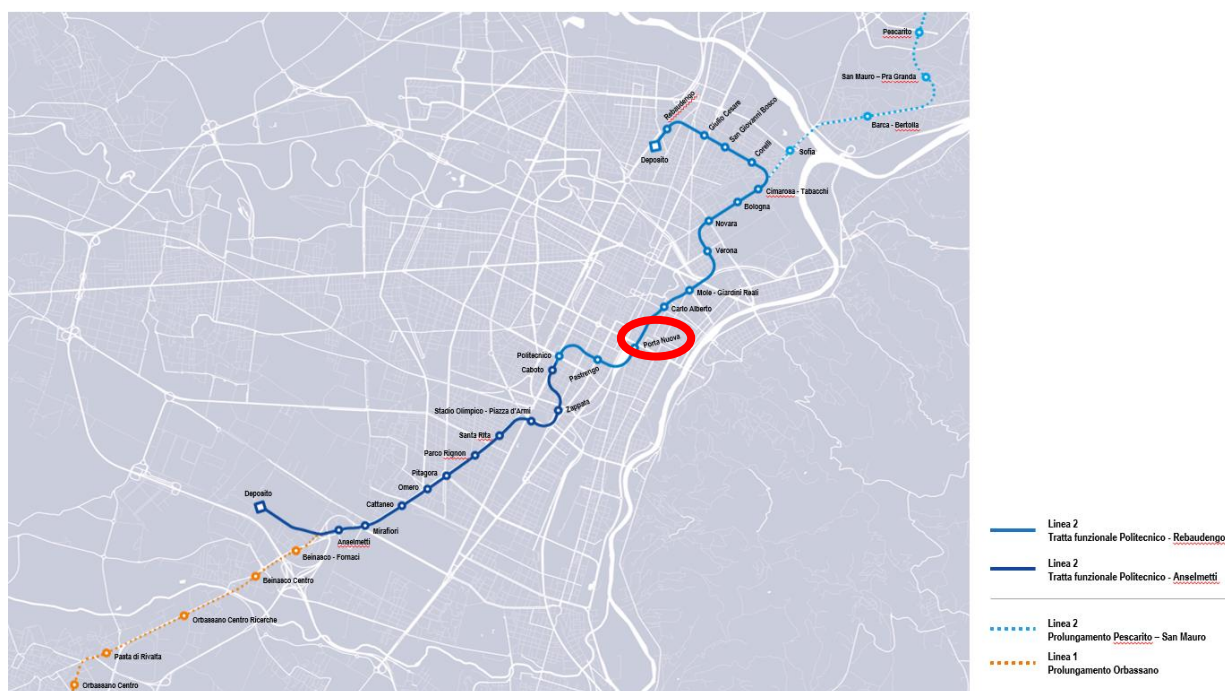 Pescarito
San Mauro – Pra Granda
Barca - Bertolla
Sofia
Rebaudengo
Giulio Cesare
San Giovanni Bosco
Corelli
Deposito
Cimarosa - Tabacchi
Bologna
Novara
Verona
Mole - Giardini Reali
Carlo Alberto
Porta Nuova
Pastrengo
Politecnico
Caboto
Zappata
Stadio Olimpico - Piazza d'Armi
Santa Rita
Parco Rignon
Pitagora
Omero
Cattaneo
Mirafiori
Anselmetti
Deposito
Beinasco - Fornaci
Beinasco Centro
Orbassano Centro Ricerche
Pasta di Rivalta
Orbassano Centro
Linea 2
Tratta funzionale Politecnico - Rebaudengo
Linea 2
Tratta funzionale Politecnico - Anselmetti
Linea 2
Prolungamento Pescarito – San Mauro
Linea 1
Prolungamento Orbassano